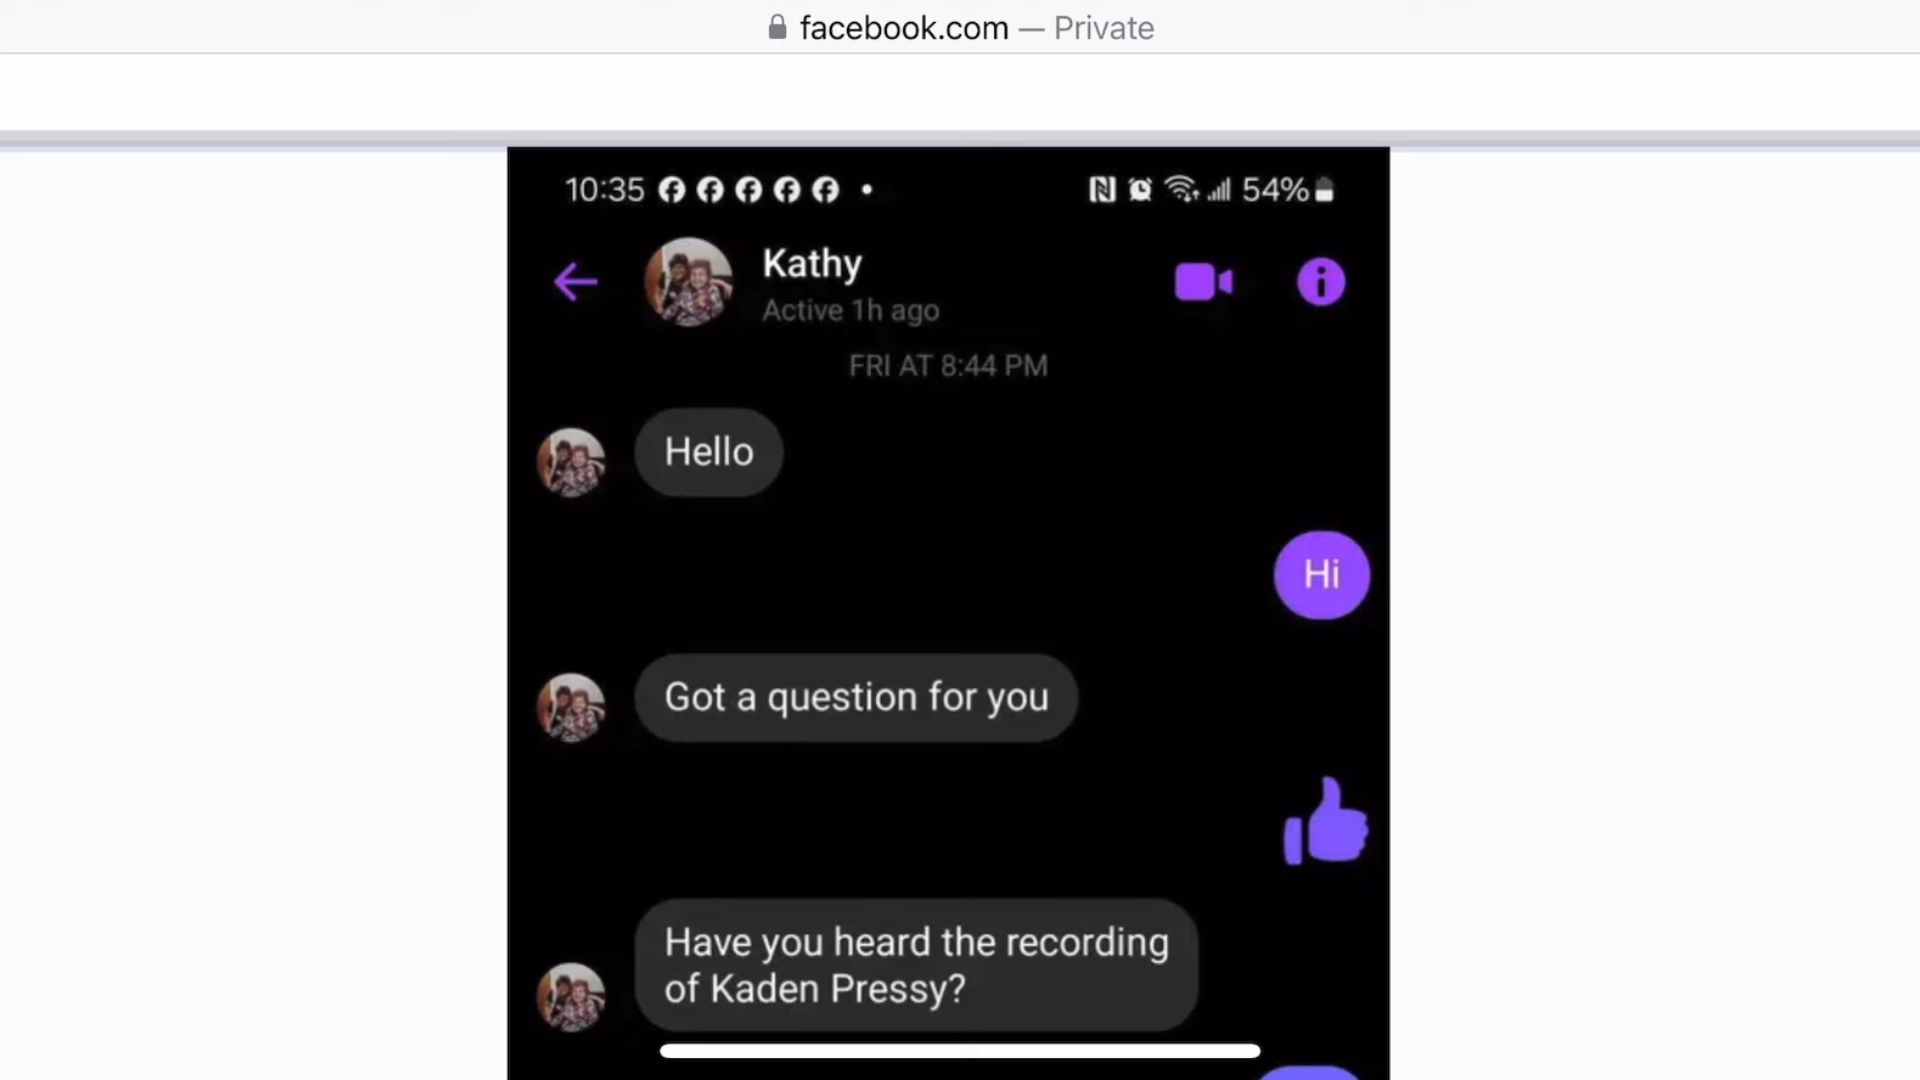 facebook.com — Private
10:35 54%
Kathy
Active 1h ago
FRI AT 8:44 PM
Hello
Hi
Got a question for you
Have you heard the recording
of Kaden Pressy?